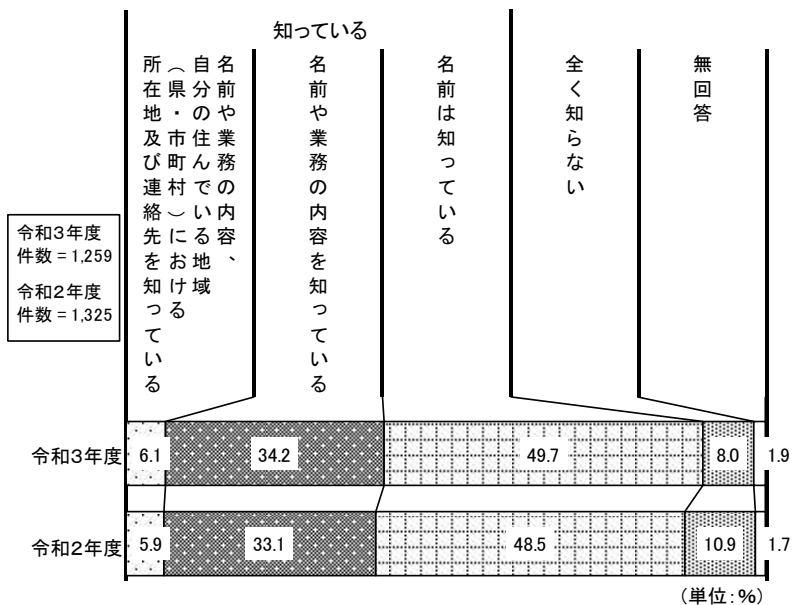 知っている
名前や業務の内容、
自分の住んでいる地域
（県・市町村）における
所在地及び連絡先を知っている
名前や業務の内容を知っている
名前は知っている
全く知らない
無回答
令和3年度
件数＝1,259
令和2年度
件数＝1,325
令和3年度 6.1 34.2 49.7 8.0 1.9
令和2年度 5.9 33.1 48.5 10.9 1.7
（単位：％）